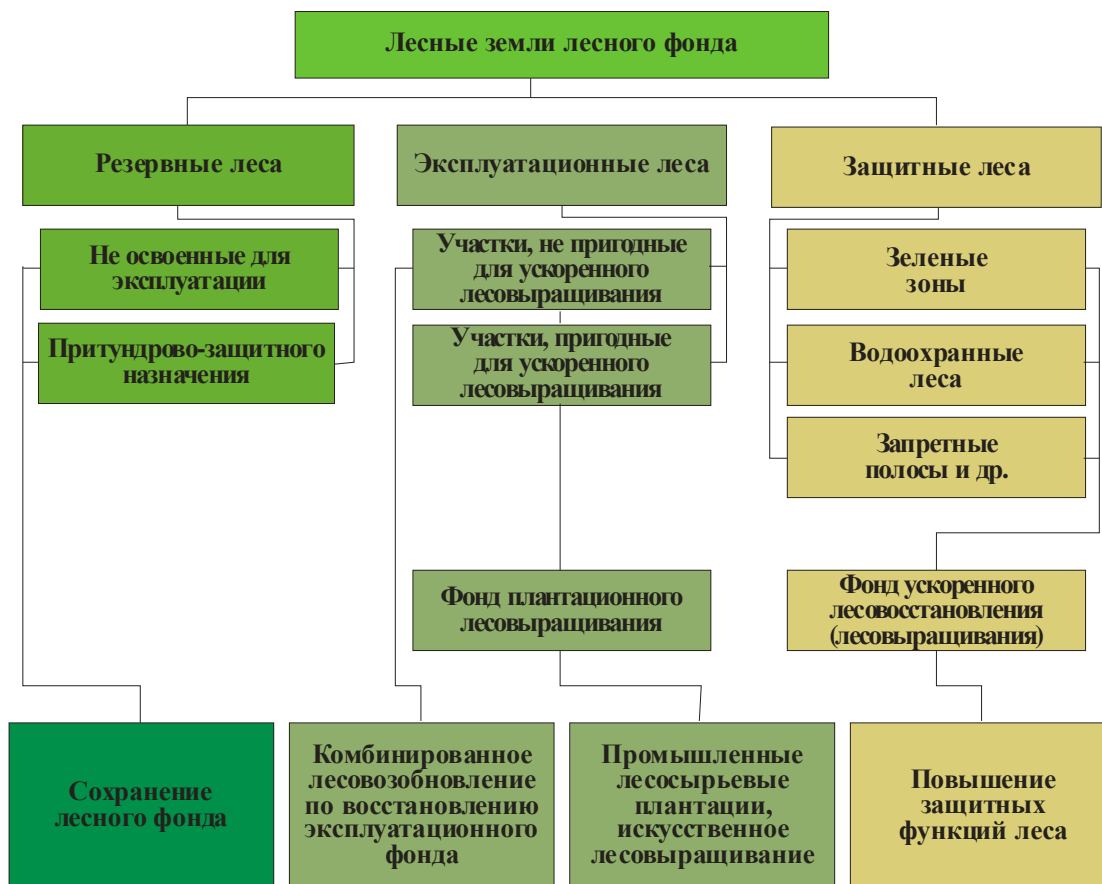 Лесные земли лесного фонда
Резервные леса
Эксплуатационные леса
Защитные леса
Не освоенные для
эксплуатации
Притундрово-защитного
назначения
Участки, не пригодные
для ускоренного
лесовыращивания
Участки, пригодные
для ускоренного
лесовыращивания
Зеленые
зоны
Водоохранные
леса
Запретные
полосы и др.
Фонд плантационного
лесовыращивания
Фонд ускоренного
лесовосстановления
(лесовыращивания)
Сохранение
лесного фонда
Комбинированное
лесовозобновление
по восстановлению
эксплуатационного
фонда
Промышленные
лесосырьевые
плантации,
искусственное
лесовыращивание
Повышение
защитных
функций леса